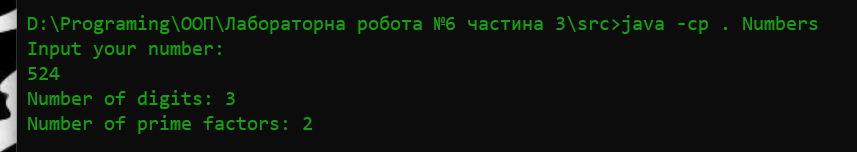 D:\Programing\ООП\Лабораторна робота №6 частина 3\src>java -cp . Numbers
Input your number:
524
Number of digits: 3
Number of prime factors: 2